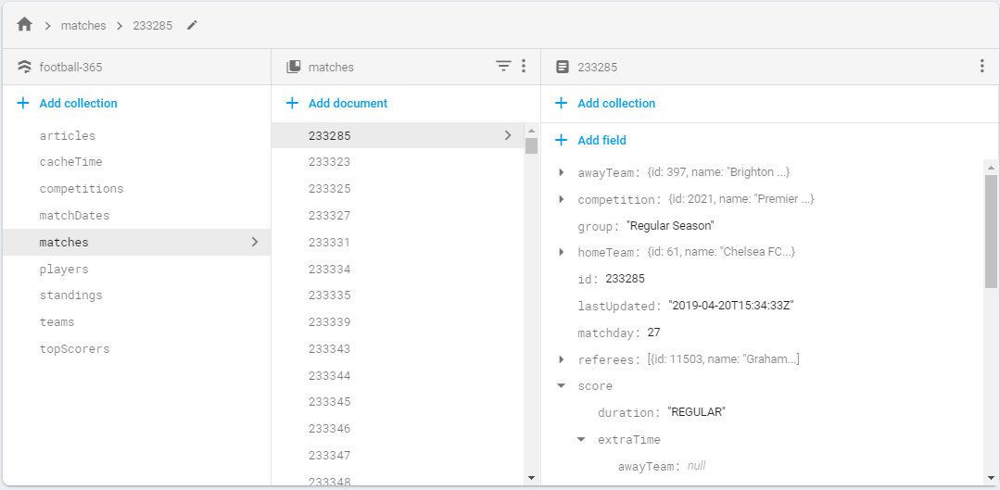 matches 233285
football-365
Add collection
articles
cacheTime
competitions
matchDates
matches
players
standings
teams
topScorers
matches
Add document
233285
233323
233325
233327
233331
233334
233335
233339
233343
233344
233345
233346
233347
233348
233285
Add collection
Add field
awayTeam: {id: 397, name: "Brighton ...}
competition: {id: 2021, name: "Premier ...}
group: "Regular Season"
homeTeam: {id: 61, name: "Chelsea FC...}
id: 233285
lastUpdated: "2019-04-20T15:34:33Z"
matchday: 27
referees: [{id: 11503, name: "Graham...]
score
duration: "REGULAR"
extraTime
awayTeam: null